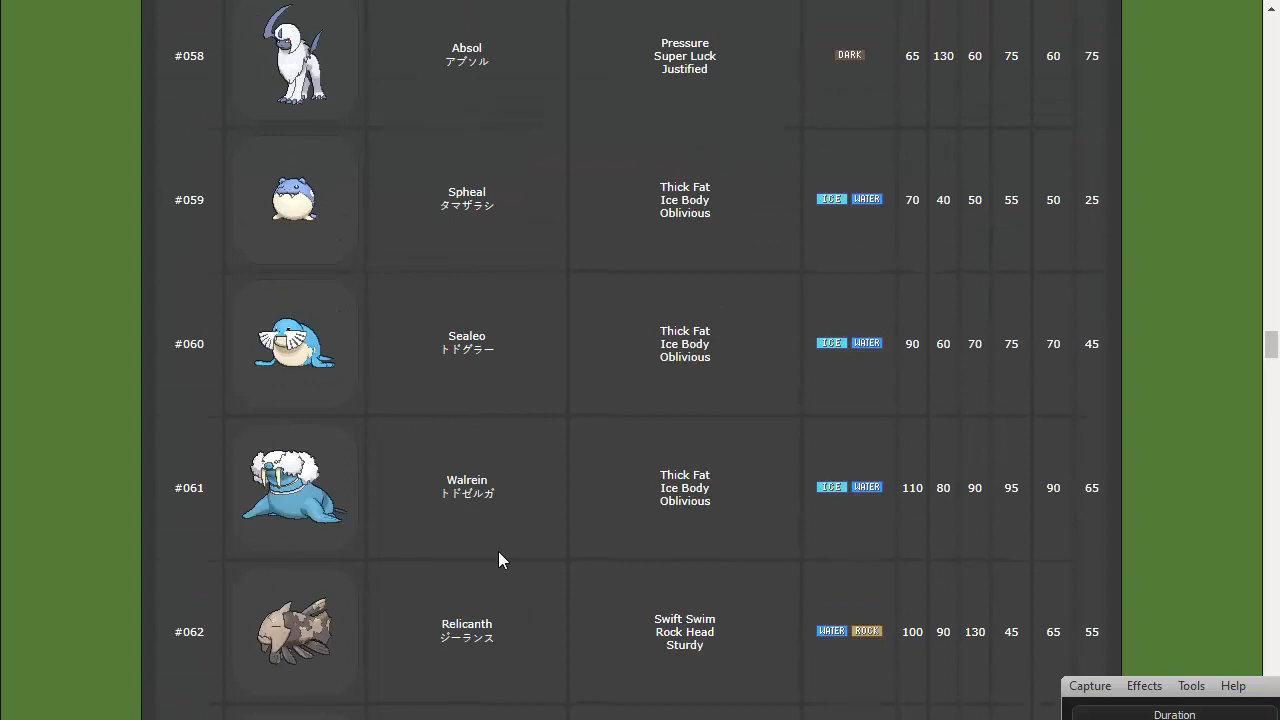 #058
Absol
アブソル
Pressure
Super Luck
Justified
DARK
65 130 60 75 60 75
#059
Spheal
タマザラシ
Thick Fat
Ice Body
Oblivious
ICE WATER
70 40 50 55 50 25
#060
Sealeo
トドグラー
Thick Fat
Ice Body
Oblivious
ICE WATER
90 60 70 75 70 45
#061
Walrein
トドゼルガ
Thick Fat
Ice Body
Oblivious
ICE WATER
110 80 90 95 90 65
#062
Relicanth
ジーランス
Swift Swim
Rock Head
Sturdy
WATER ROCK
100 90 130 45 65 55
Capture Effects Tools Help
Duration